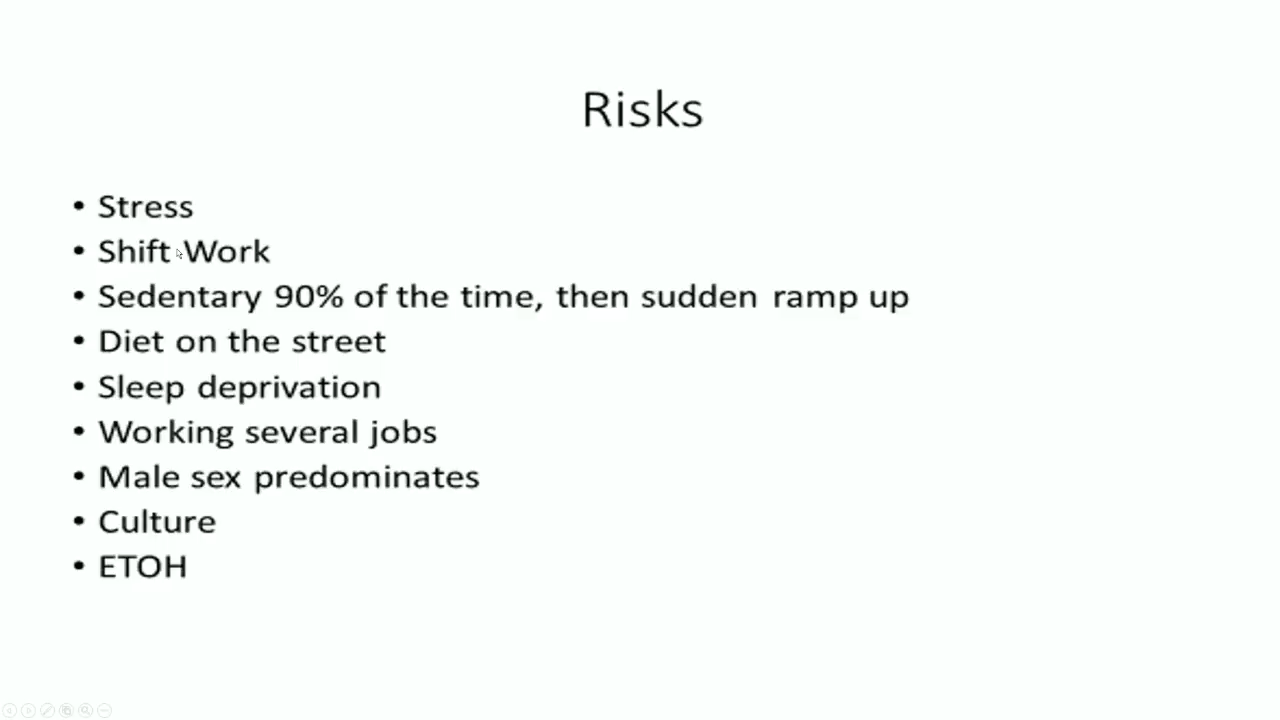 Risks
• Stress
• Shift Work
• Sedentary 90% of the time, then sudden ramp up
• Diet on the street
• Sleep deprivation
• Working several jobs
• Male sex predominates
• Culture
• ETOH